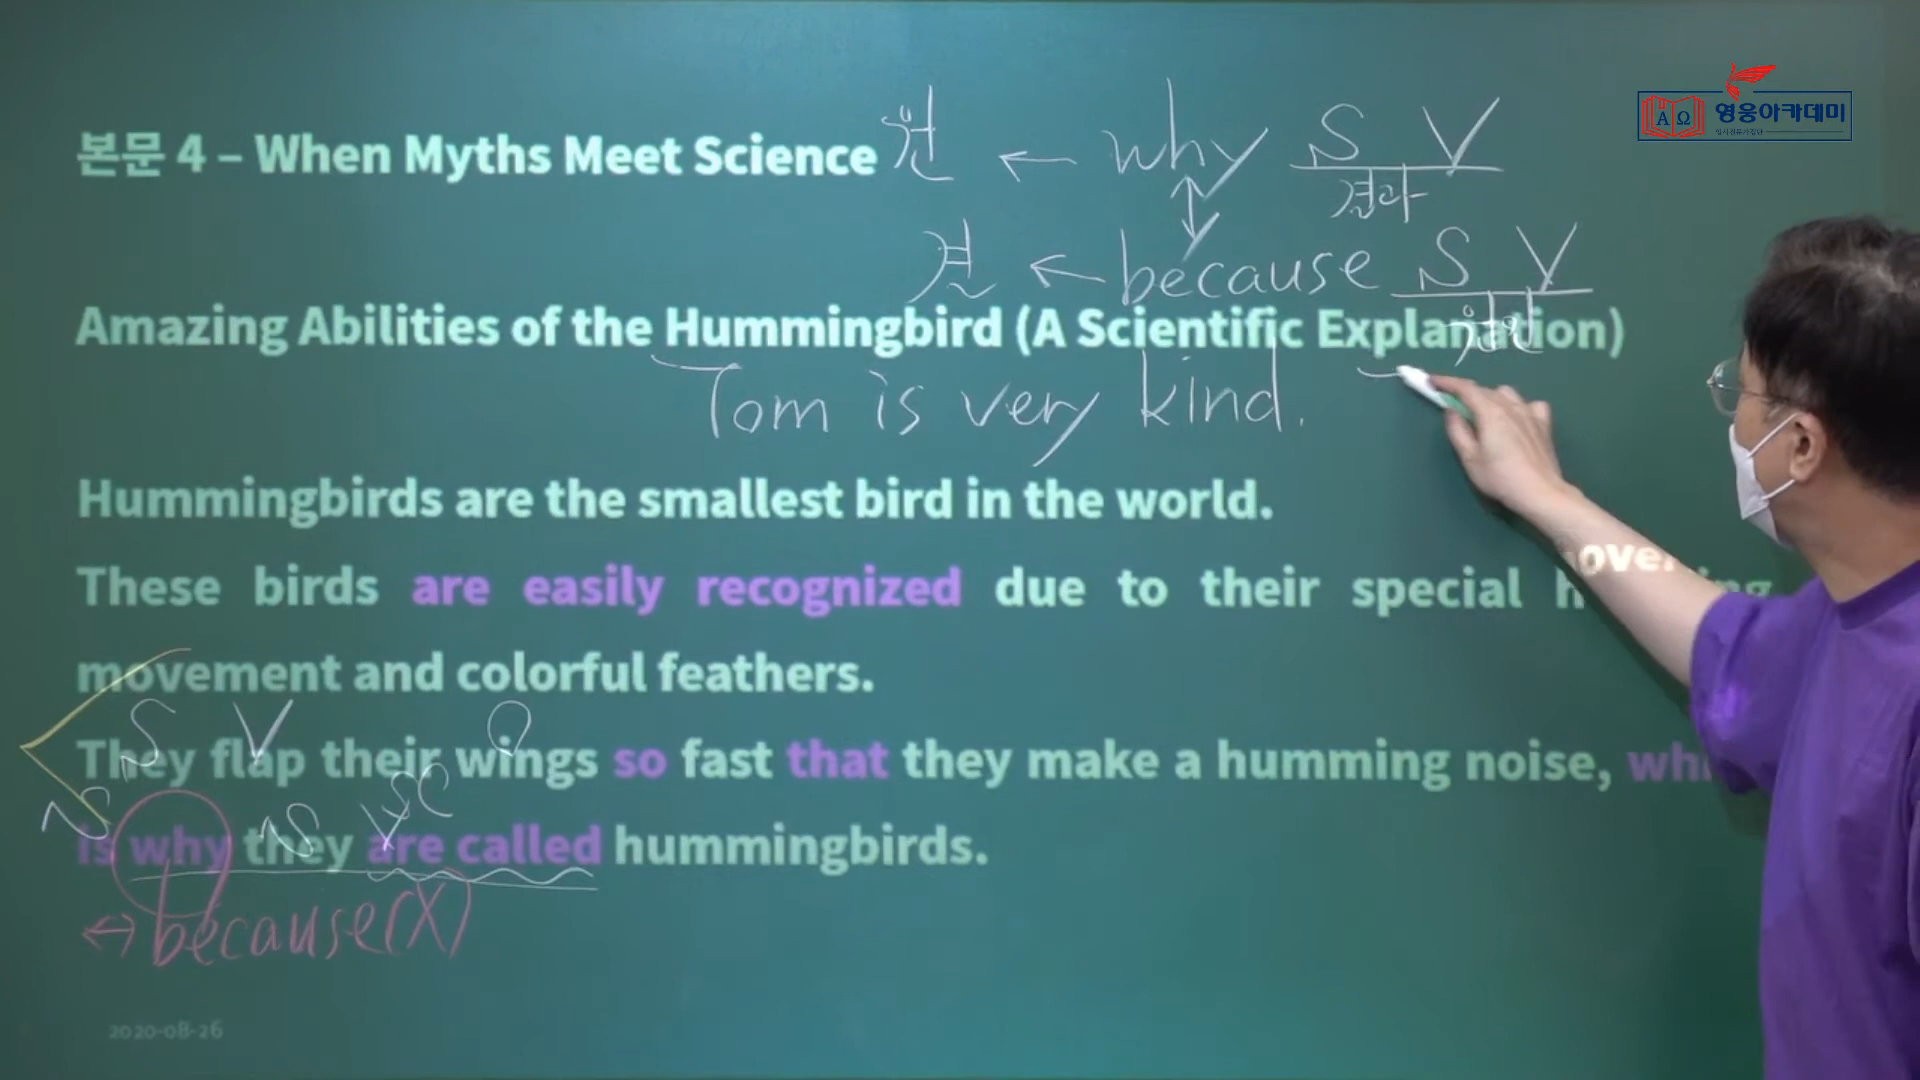 영웅아카데미
본문 4 – When Myths Meet Science
원 ← why S V
결과
결 ← because S V
원인
Amazing Abilities of the Hummingbird (A Scientific Explanation)
Tom is very kind.
Hummingbirds are the smallest bird in the world.
These birds are easily recognized due to their special
movement and colorful feathers.
S V O
They flap their wings so fast that they make a humming noise,
S S V SC
is why they are called hummingbirds.
↔ because(X)
2020-08-26